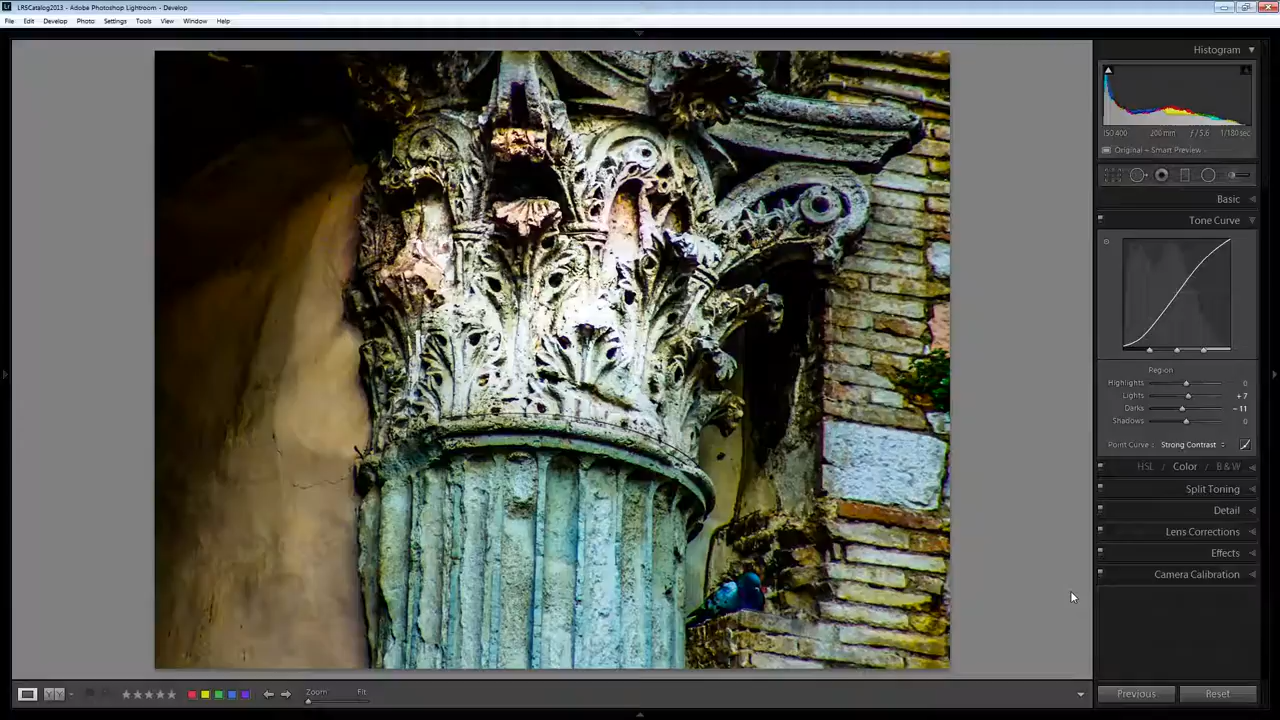 LRSCatalog2013 - Adobe Photoshop Lightroom - Develop
File Edit Develop Photo Settings Tools View Window Help
Histogram
ISO 400 200 mm ƒ / 5.6 1/180 sec
Original + Smart Preview
Basic
Tone Curve
Region
Highlights 0
Lights + 7
Darks - 11
Shadows 0
Point Curve : Strong Contrast
HSL / Color / B & W
Split Toning
Detail
Lens Corrections
Effects
Camera Calibration
Zoom Fit
Previous Reset